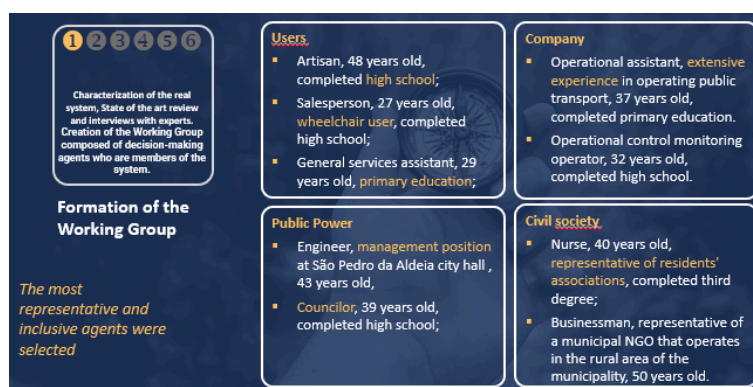 1 2 3 4 5 6
Characterization of the real
system, State of the art review
and interviews with experts.
Creation of the Working Group
composed of decision-making
agents who are members of the
system.
Formation of the
Working Group
The most
representative and
inclusive agents were
selected
Users
▪ Artisan, 48 years old,
completed high school;
▪ Salesperson, 27 years old,
wheelchair user, completed
high school;
▪ General services assistant, 29
years old, primary education;
Company
▪ Operational assistant, extensive
experience in operating public
transport, 37 years old,
completed primary education.
▪ Operational control monitoring
operator, 32 years old,
completed high school.
Public Power
▪ Engineer, management position
at São Pedro da Aldeia city hall ,
43 years old,
▪ Councilor, 39 years old,
completed high school;
Civil society
▪ Nurse, 40 years old,
representative of residents'
associations, completed third
degree;
▪ Businessman, representative of
a municipal NGO that operates
in the rural area of the
municipality, 50 years old.